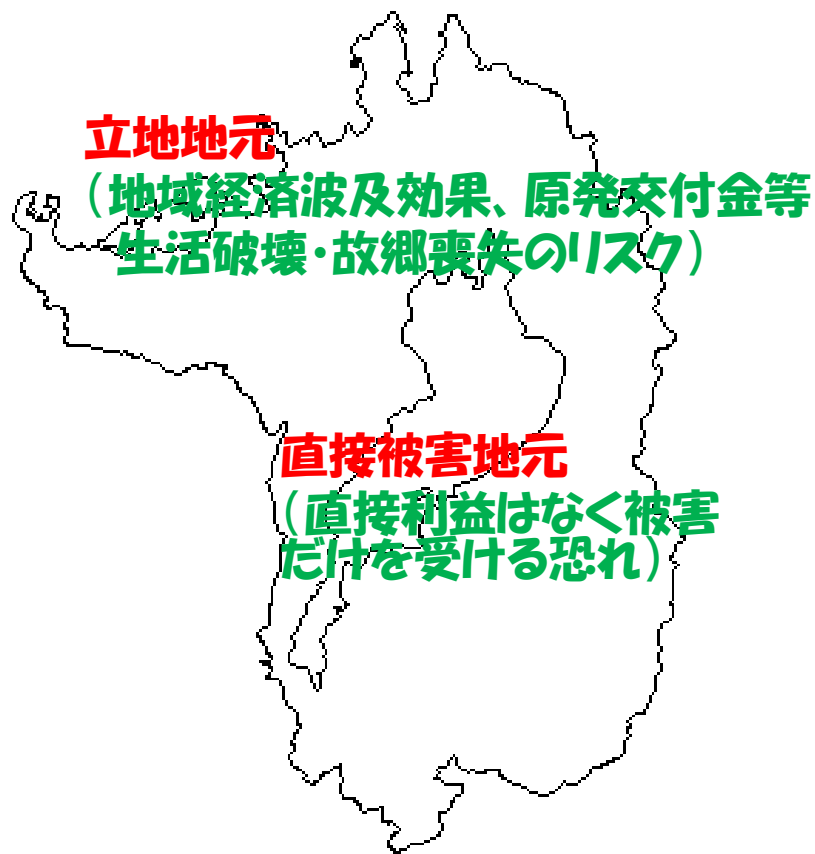 立地地元
（地域経済波及効果、原発交付金等
生活破壊・故郷喪失のリスク）
直接被害地元
（直接利益はなく被害
だけを受ける恐れ）